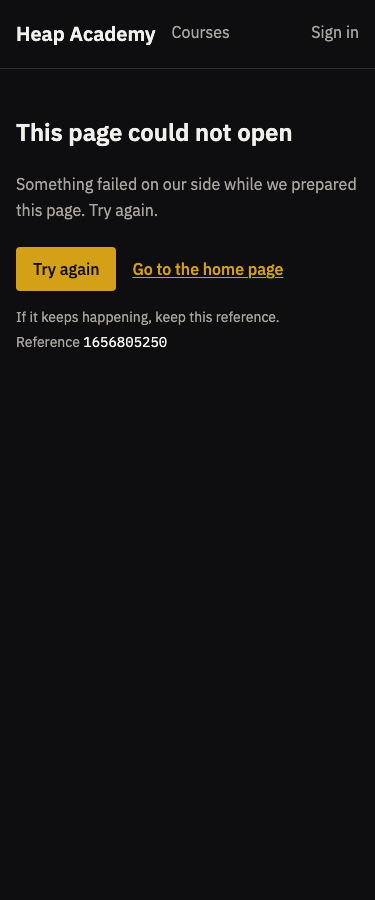 Heap Academy Courses Sign in
This page could not open
Something failed on our side while we prepared
this page. Try again.
Try again Go to the home page
If it keeps happening, keep this reference.
Reference 1656805250